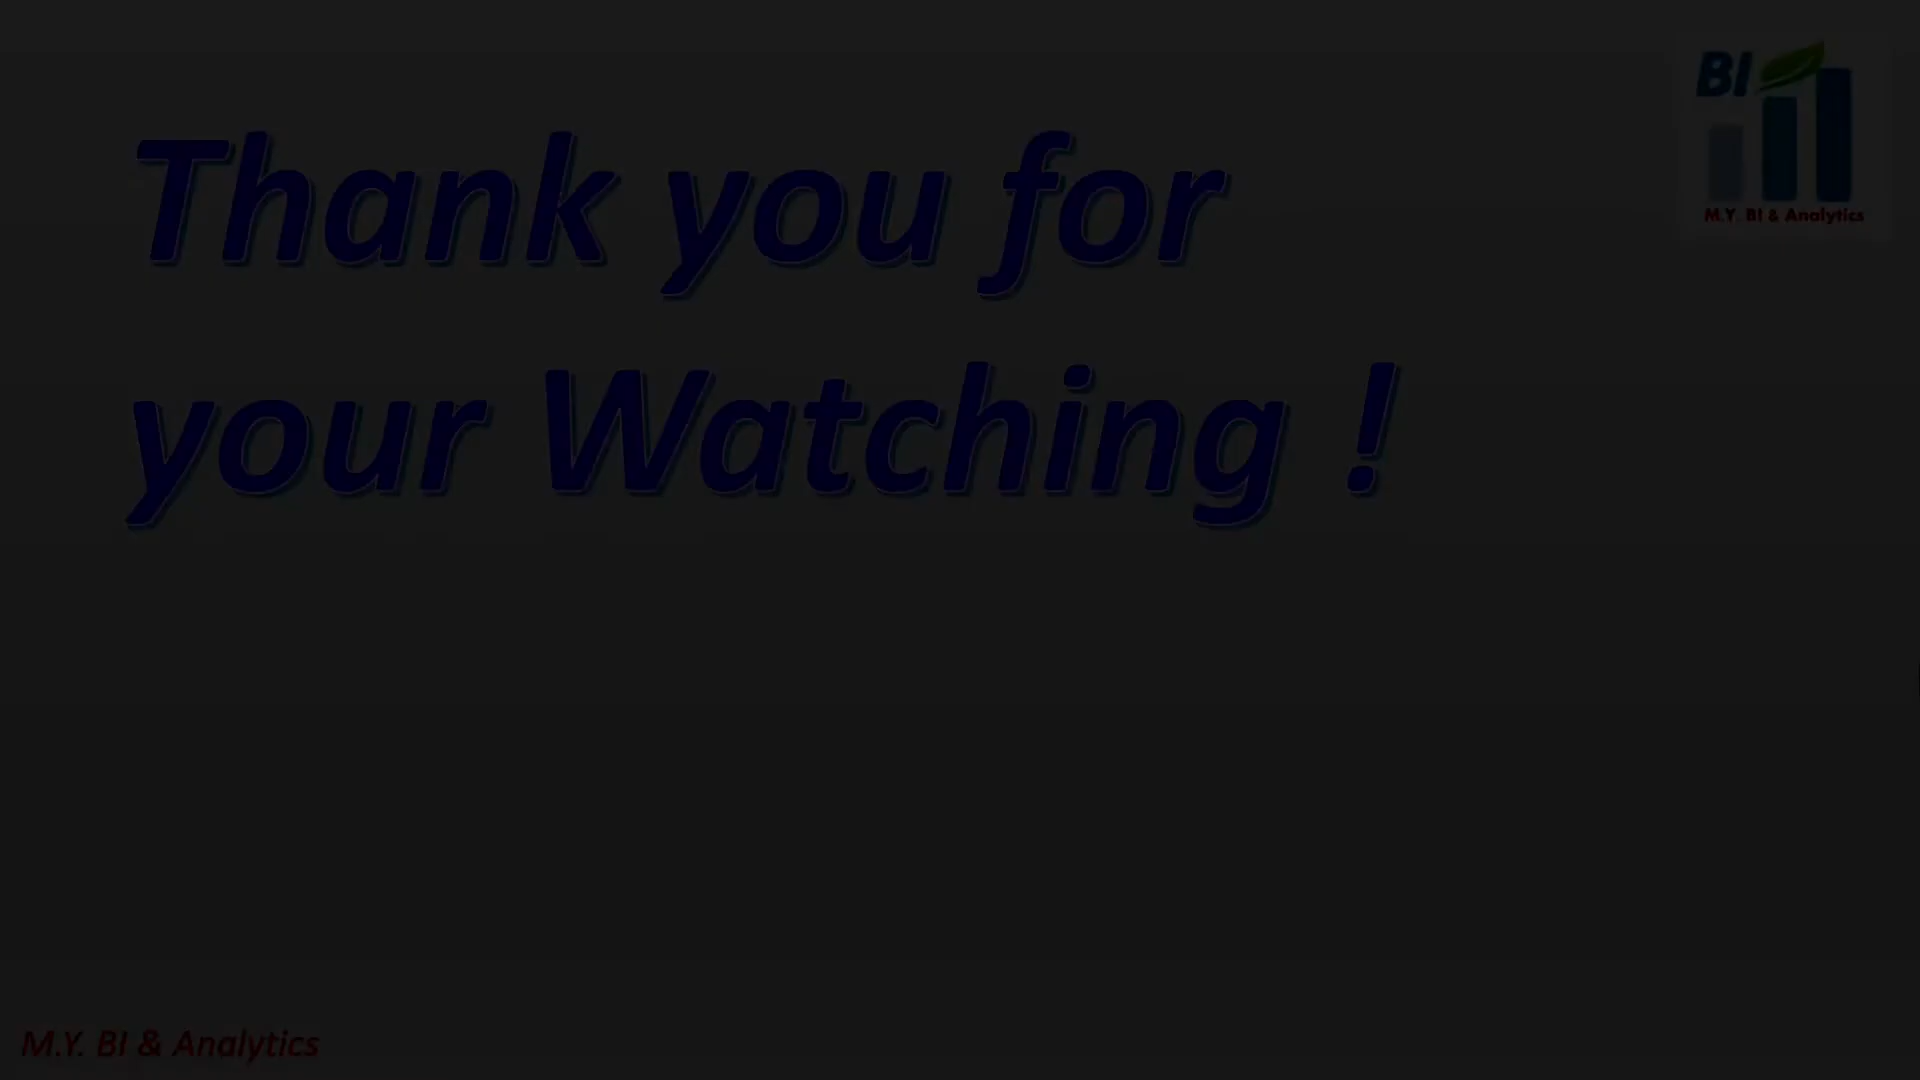 BI
M.Y. BI & Analytics
Thank you for
your Watching !
M.Y. BI & Analytics